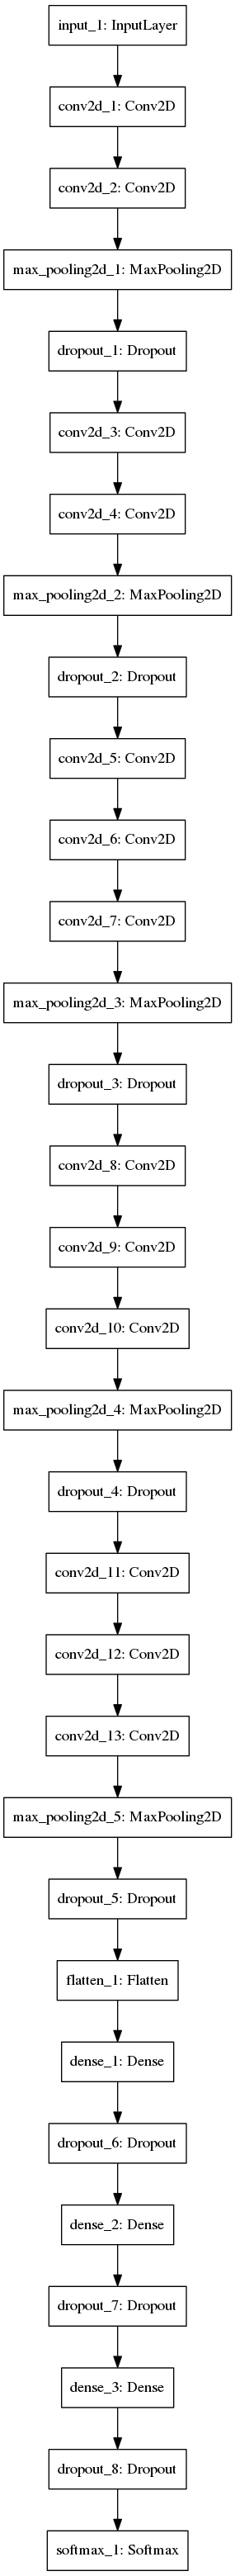 input_1: InputLayer
conv2d_1: Conv2D
conv2d_2: Conv2D
max_pooling2d_1: MaxPooling2D
dropout_1: Dropout
conv2d_3: Conv2D
conv2d_4: Conv2D
max_pooling2d_2: MaxPooling2D
dropout_2: Dropout
conv2d_5: Conv2D
conv2d_6: Conv2D
conv2d_7: Conv2D
max_pooling2d_3: MaxPooling2D
dropout_3: Dropout
conv2d_8: Conv2D
conv2d_9: Conv2D
conv2d_10: Conv2D
max_pooling2d_4: MaxPooling2D
dropout_4: Dropout
conv2d_11: Conv2D
conv2d_12: Conv2D
conv2d_13: Conv2D
max_pooling2d_5: MaxPooling2D
dropout_5: Dropout
flatten_1: Flatten
dense_1: Dense
dropout_6: Dropout
dense_2: Dense
dropout_7: Dropout
dense_3: Dense
dropout_8: Dropout
softmax_1: Softmax